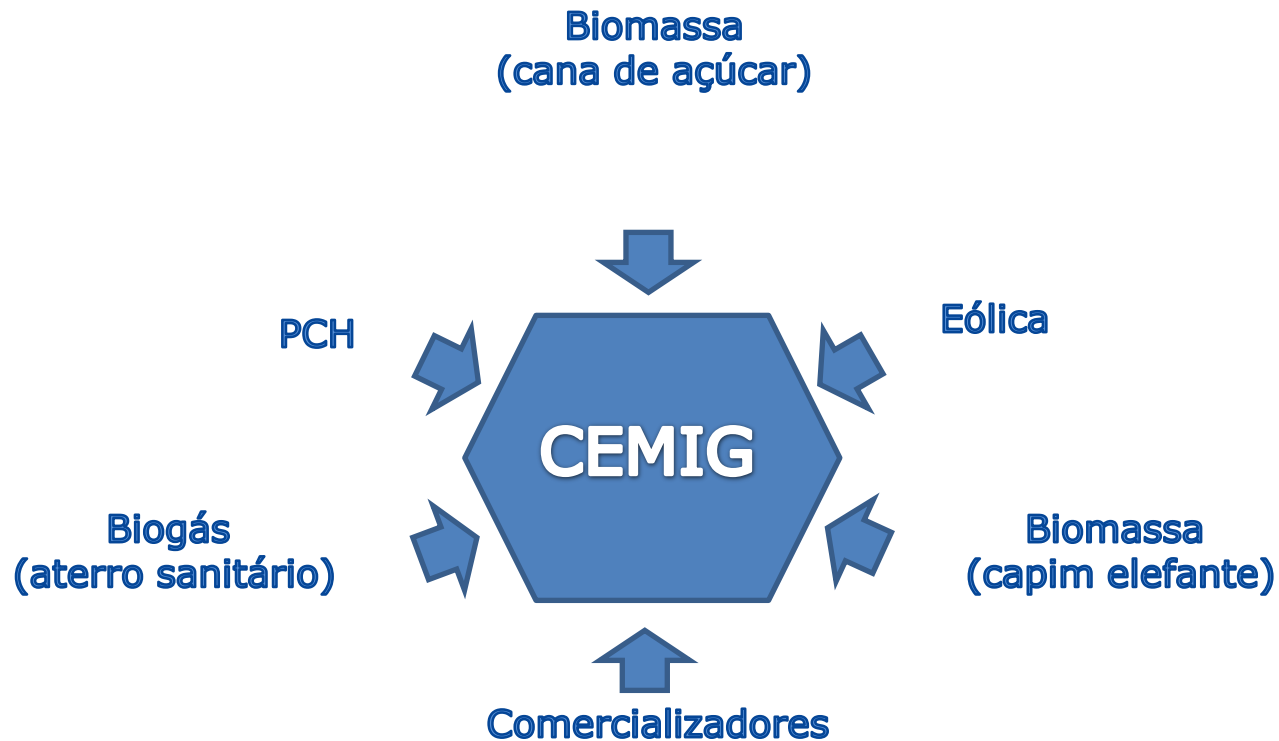 Biomassa
(cana de açúcar)
PCH
Eólica
CEMIG
Biogás
(aterro sanitário)
Biomassa
(capim elefante)
Comercializadores